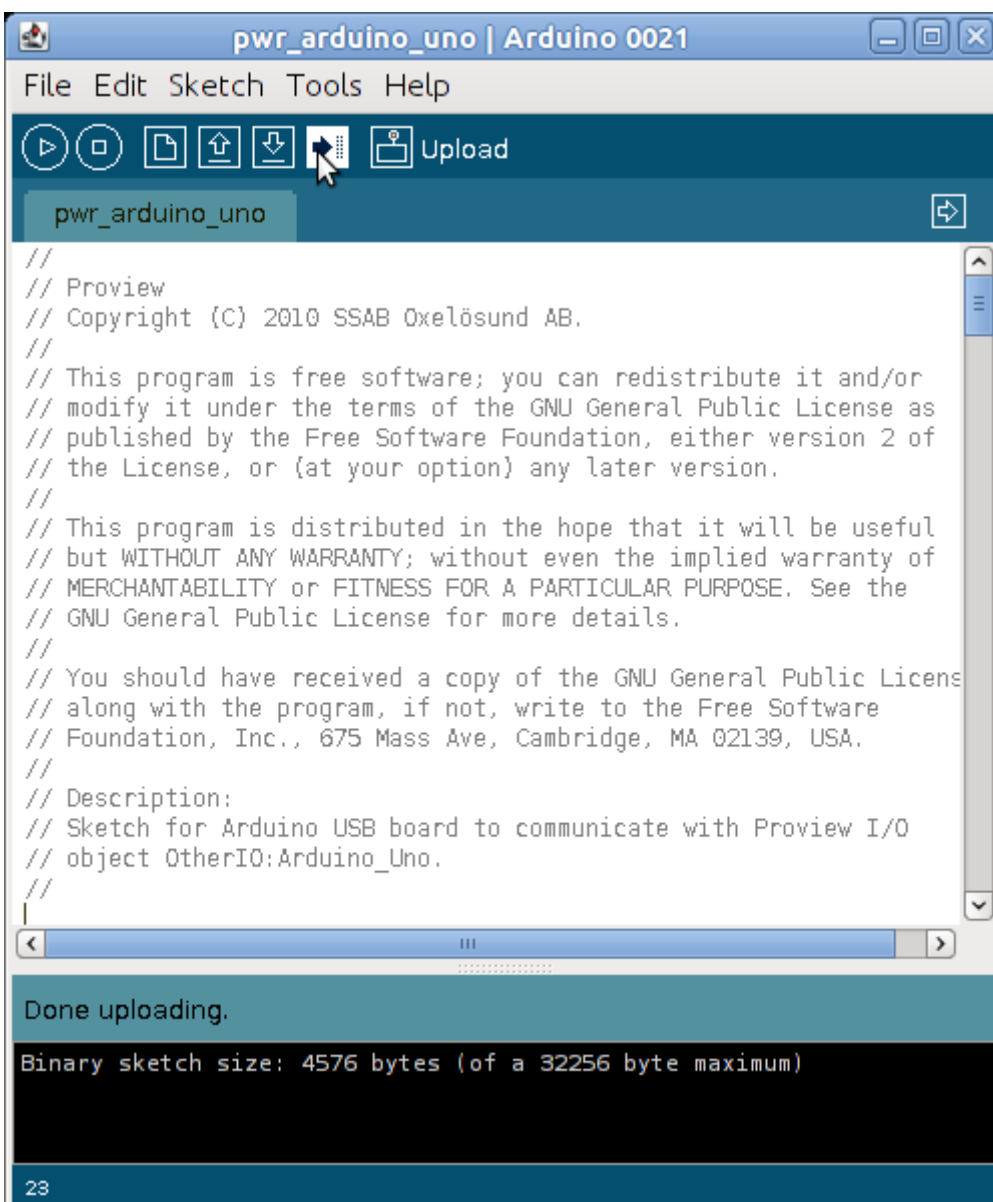 pwr_arduino_uno | Arduino 0021
File Edit Sketch Tools Help
Upload
pwr_arduino_uno
//
// Proview
// Copyright (C) 2010 SSAB Oxelösund AB.
//
// This program is free software; you can redistribute it and/or
// modify it under the terms of the GNU General Public License as
// published by the Free Software Foundation, either version 2 of
// the License, or (at your option) any later version.
//
// This program is distributed in the hope that it will be useful
// but WITHOUT ANY WARRANTY; without even the implied warranty of
// MERCHANTABILITY or FITNESS FOR A PARTICULAR PURPOSE. See the
// GNU General Public License for more details.
//
// You should have received a copy of the GNU General Public Licens
// along with the program, if not, write to the Free Software
// Foundation, Inc., 675 Mass Ave, Cambridge, MA 02139, USA.
//
// Description:
// Sketch for Arduino USB board to communicate with Proview I/O
// object OtherIO:Arduino_Uno.
//
Done uploading.
Binary sketch size: 4576 bytes (of a 32256 byte maximum)
23